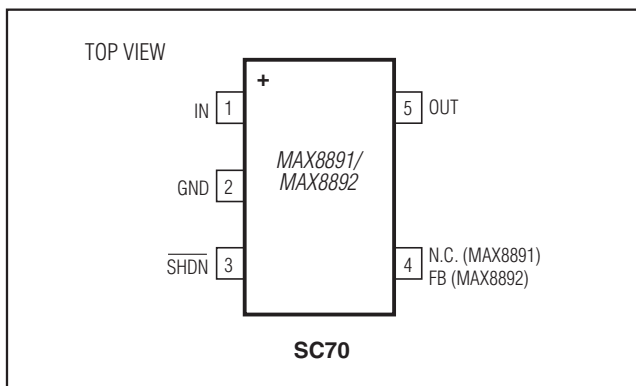 TOP VIEW
+
IN 1
5 OUT
MAX8891/
MAX8892
GND 2
SHDN 3
4 N.C. (MAX8891)
FB (MAX8892)
SC70